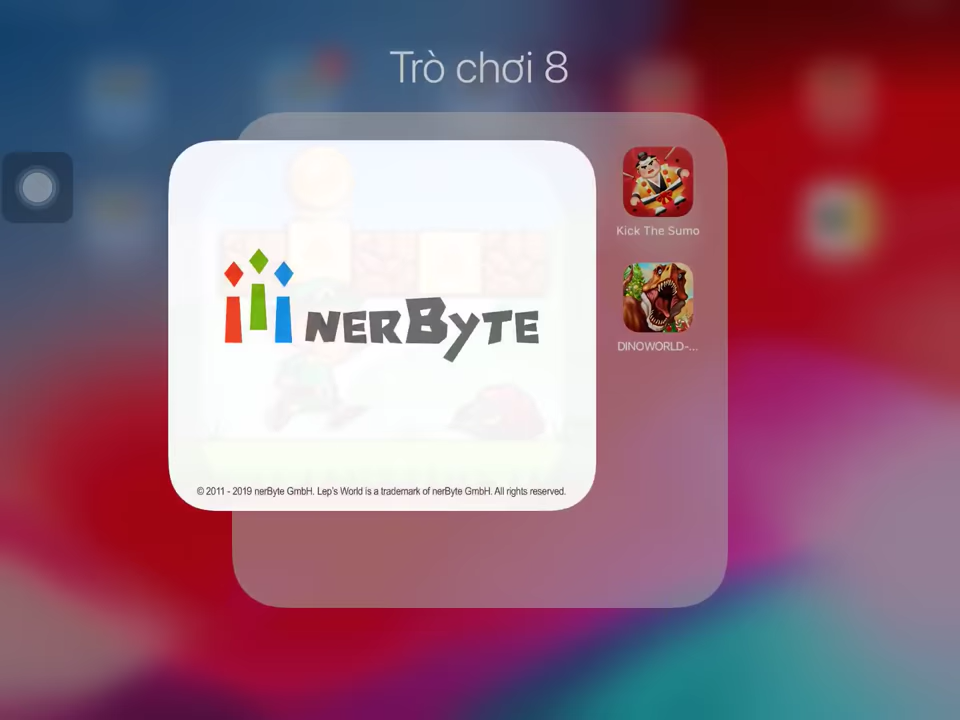 Trò chơi 8
Kick The Sumo
NERBYTE
DINOWORLD-...
© 2011 - 2019 nerByte GmbH. Lep's World is a trademark of nerByte GmbH. All rights reserved.